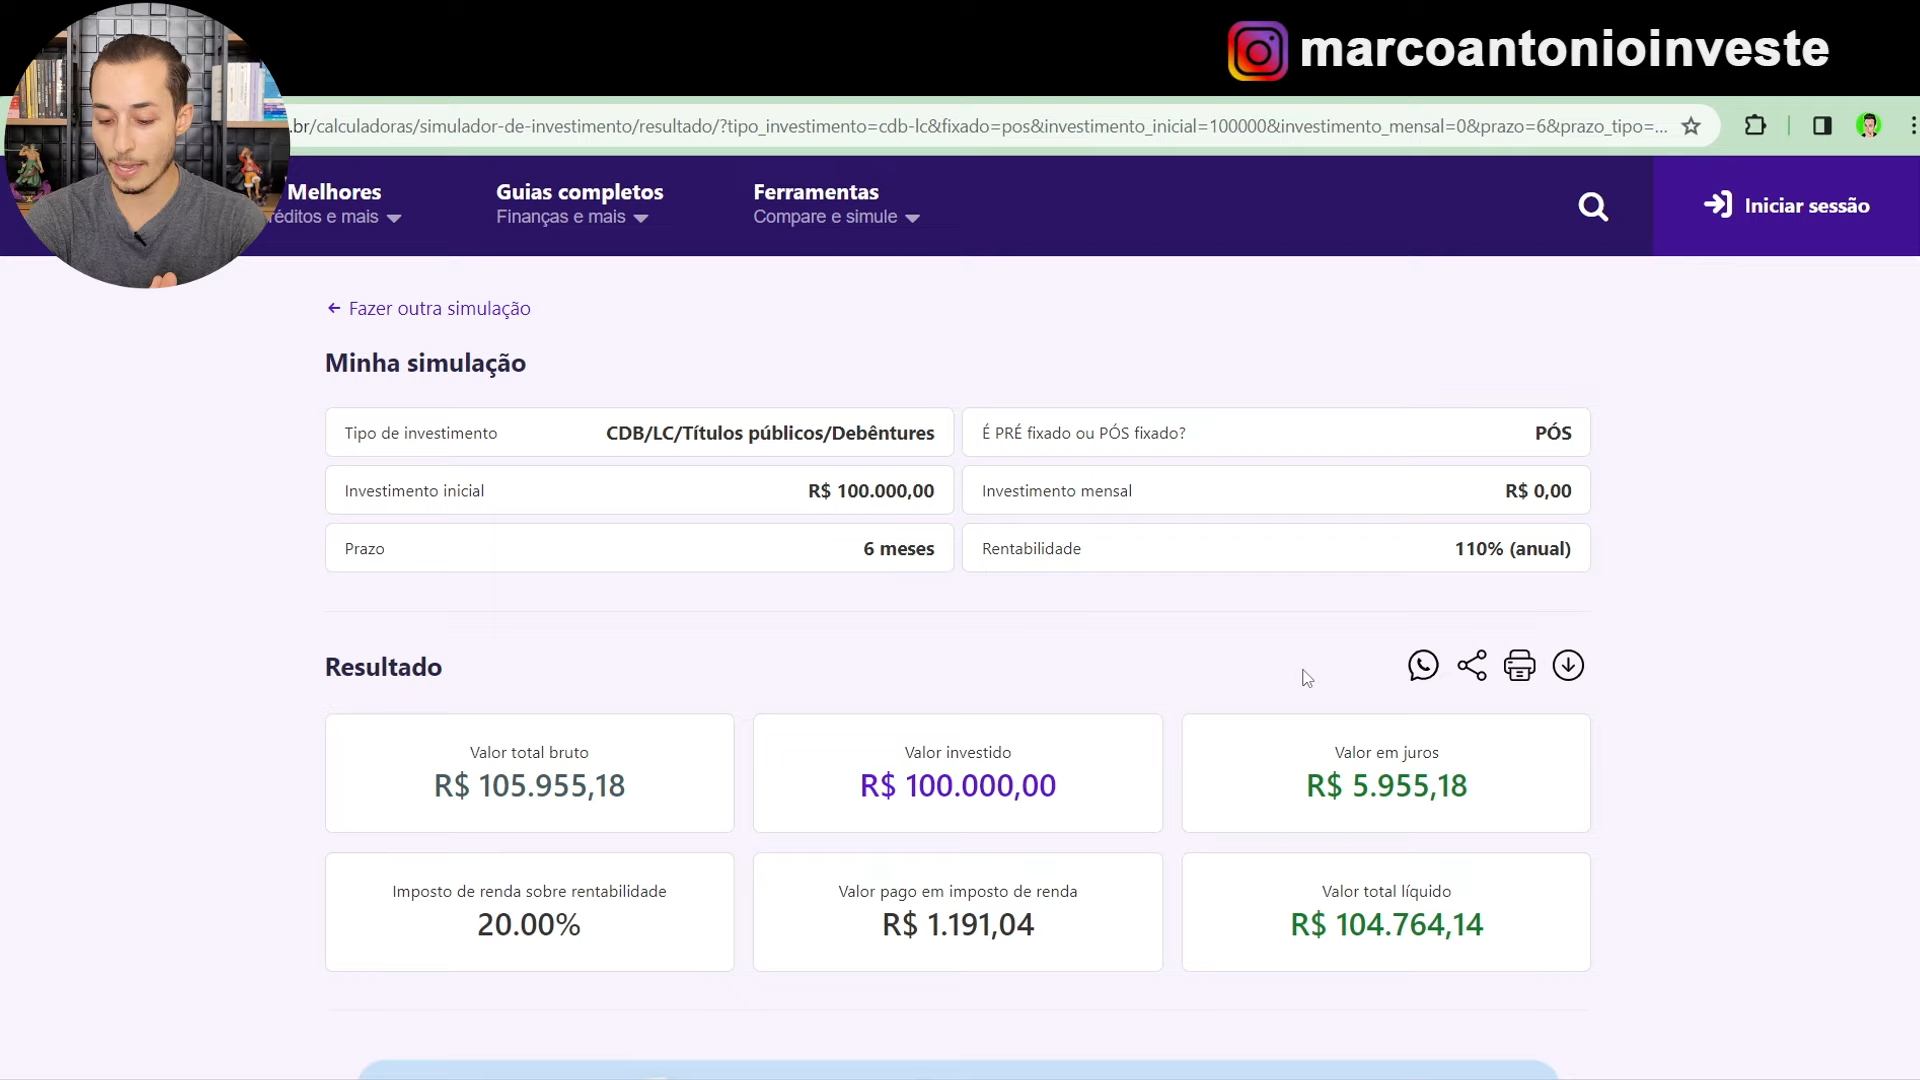 marcoantonioinveste
.br/calculadoras/simulador-de-investimento/resultado/?tipo_investimento=cdb-lc&fixado=pos&investimento_inicial=100000&investimento_mensal=0&prazo=6&prazo_tipo=...
Melhores
réditos e mais
Guias completos
Finanças e mais
Ferramentas
Compare e simule
Iniciar sessão
← Fazer outra simulação
Minha simulação
Tipo de investimento CDB/LC/Títulos públicos/Debêntures
É PRÉ fixado ou PÓS fixado? PÓS
Investimento inicial R$ 100.000,00
Investimento mensal R$ 0,00
Prazo 6 meses
Rentabilidade 110% (anual)
Resultado
Valor total bruto
R$ 105.955,18
Valor investido
R$ 100.000,00
Valor em juros
R$ 5.955,18
Imposto de renda sobre rentabilidade
20.00%
Valor pago em imposto de renda
R$ 1.191,04
Valor total líquido
R$ 104.764,14